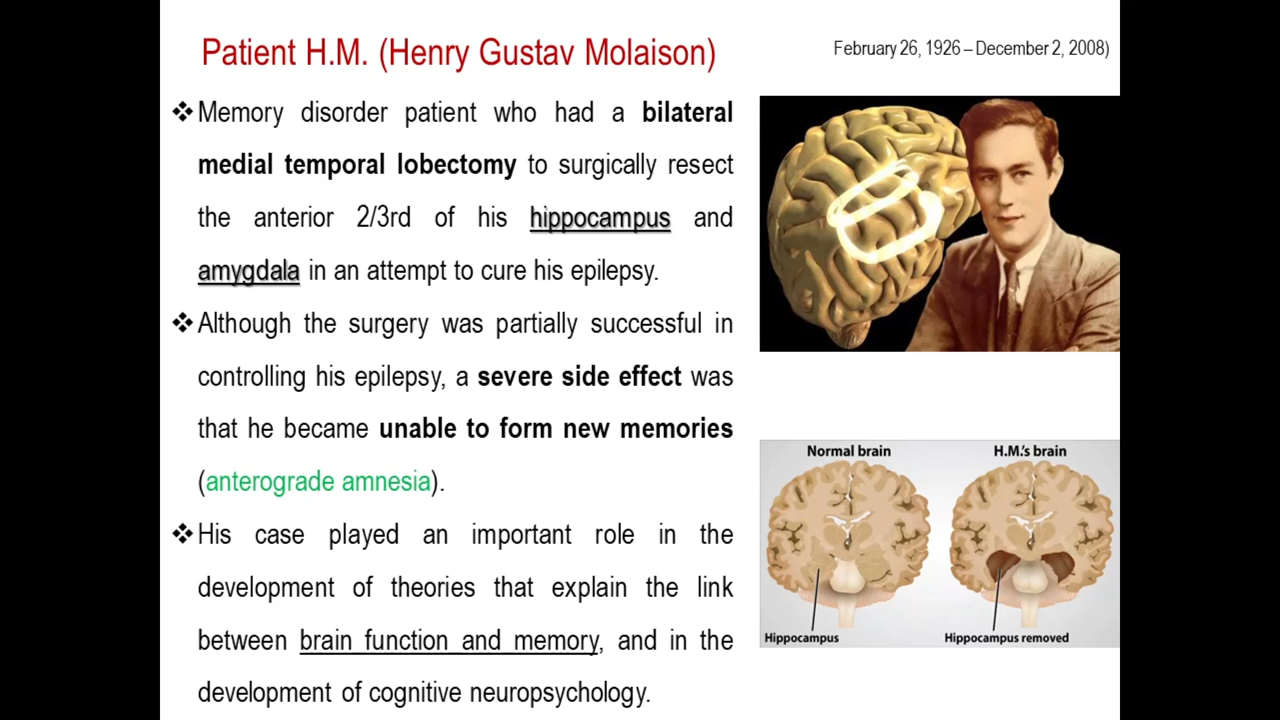 Patient H.M. (Henry Gustav Molaison)
February 26, 1926 – December 2, 2008)
❖Memory disorder patient who had a bilateral
medial temporal lobectomy to surgically resect
the anterior 2/3rd of his hippocampus and
amygdala in an attempt to cure his epilepsy.
❖Although the surgery was partially successful in
controlling his epilepsy, a severe side effect was
that he became unable to form new memories
(anterograde amnesia).
❖His case played an important role in the
development of theories that explain the link
between brain function and memory, and in the
development of cognitive neuropsychology.
Normal brain
H.M.'s brain
Hippocampus
Hippocampus removed